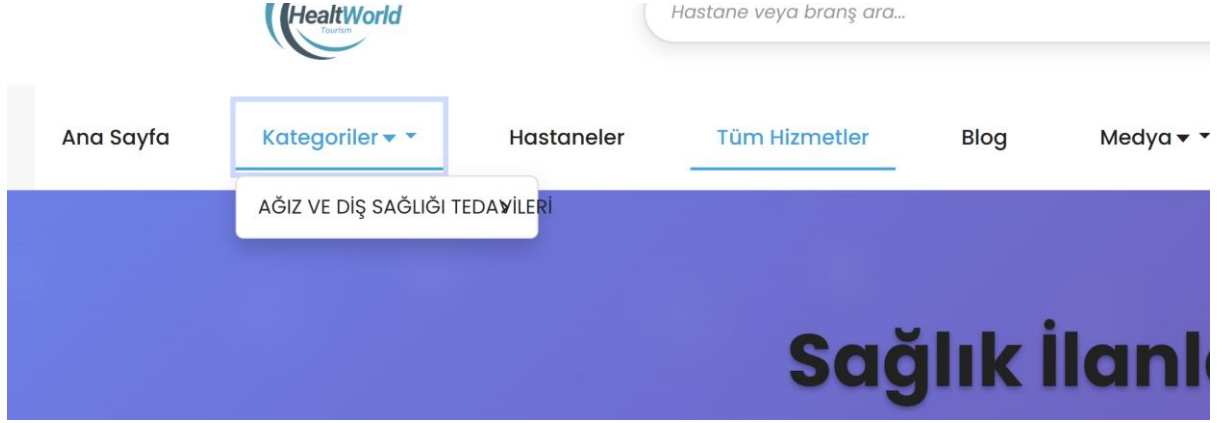 HealtWorld
Tourism
Hastane veya branş ara...
Ana Sayfa Kategoriler Hastaneler Tüm Hizmetler Blog Medya
AĞIZ VE DİŞ SAĞLIĞI TEDAVİLERİ
Sağlık İlanl